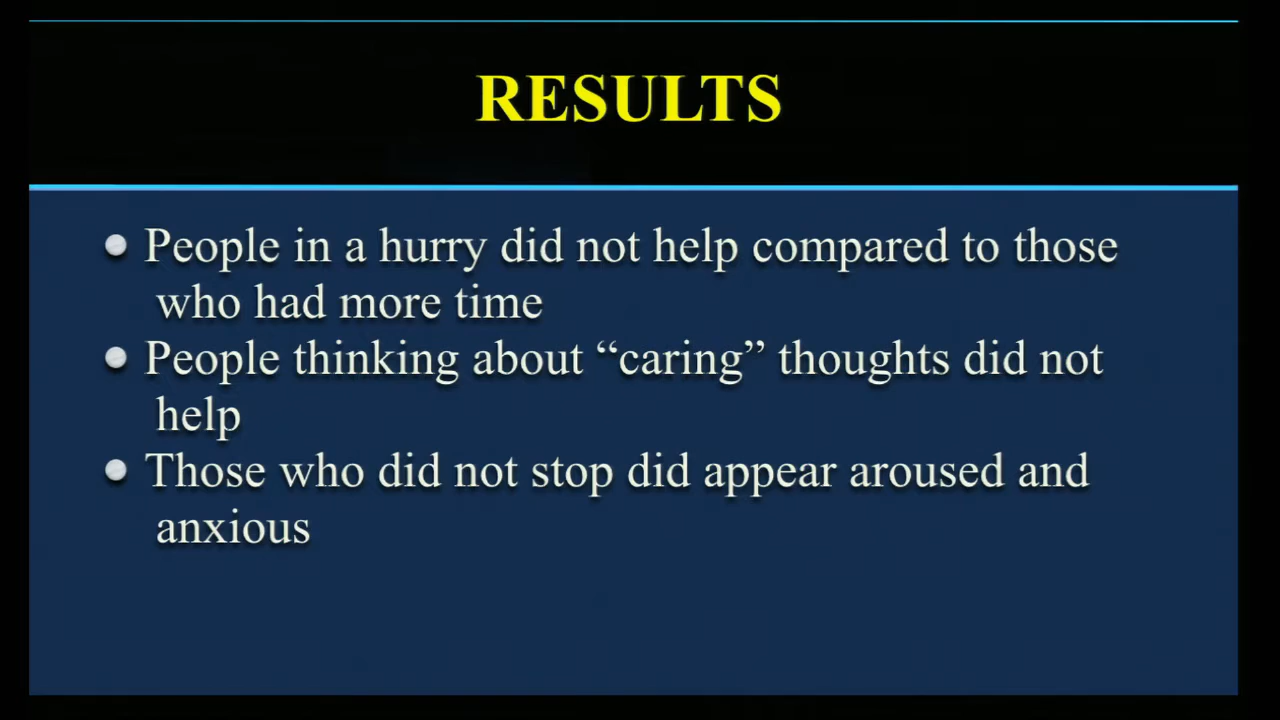 RESULTS
People in a hurry did not help compared to those
who had more time
People thinking about “caring” thoughts did not
help
Those who did not stop did appear aroused and
anxious